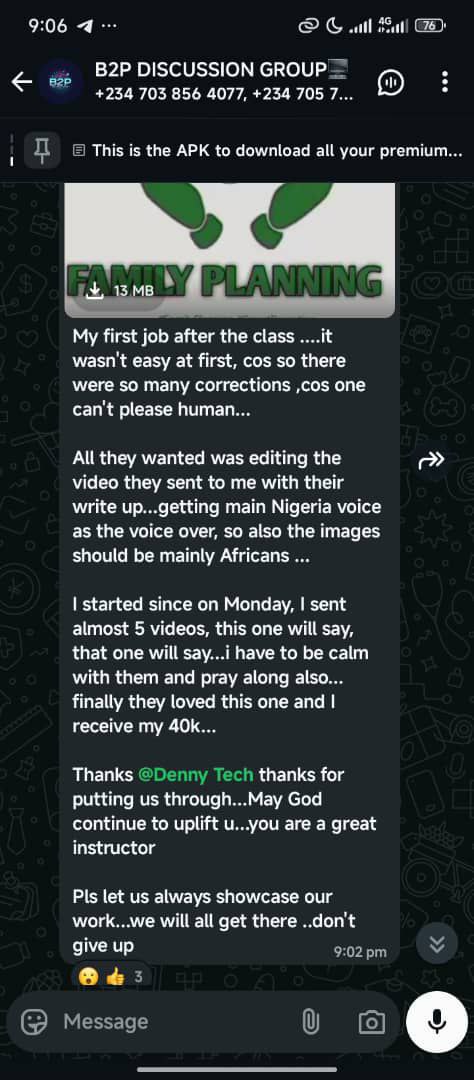 9:06
4G
76
B2P
B2P DISCUSSION GROUP
+234 703 856 4077, +234 705 7...
This is the APK to download all your premium...
FAMILY PLANNING
13 MB
My first job after the class ....it
wasn't easy at first, cos so there
were so many corrections ,cos one
can't please human...
All they wanted was editing the
video they sent to me with their
write up...getting main Nigeria voice
as the voice over, so also the images
should be mainly Africans ...
I started since on Monday, I sent
almost 5 videos, this one will say,
that one will say...i have to be calm
with them and pray along also...
finally they loved this one and I
receive my 40k...
Thanks @Denny Tech thanks for
putting us through...May God
continue to uplift u...you are a great
instructor
Pls let us always showcase our
work...we will all get there ..don't
give up
9:02 pm
3
Message